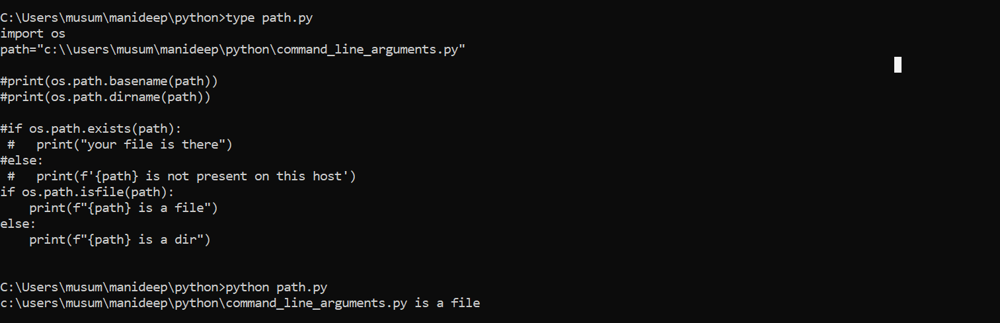 C:\Users\musum\manideep\python>type path.py
import os
path="c:\\users\musum\manideep\python\command_line_arguments.py"
#print(os.path.basename(path))
#print(os.path.dirname(path))
#if os.path.exists(path):
 #   print("your file is there")
#else:
 #   print(f'{path} is not present on this host')
if os.path.isfile(path):
    print(f"{path} is a file")
else:
    print(f"{path} is a dir")
C:\Users\musum\manideep\python>python path.py
c:\users\musum\manideep\python\command_line_arguments.py is a file